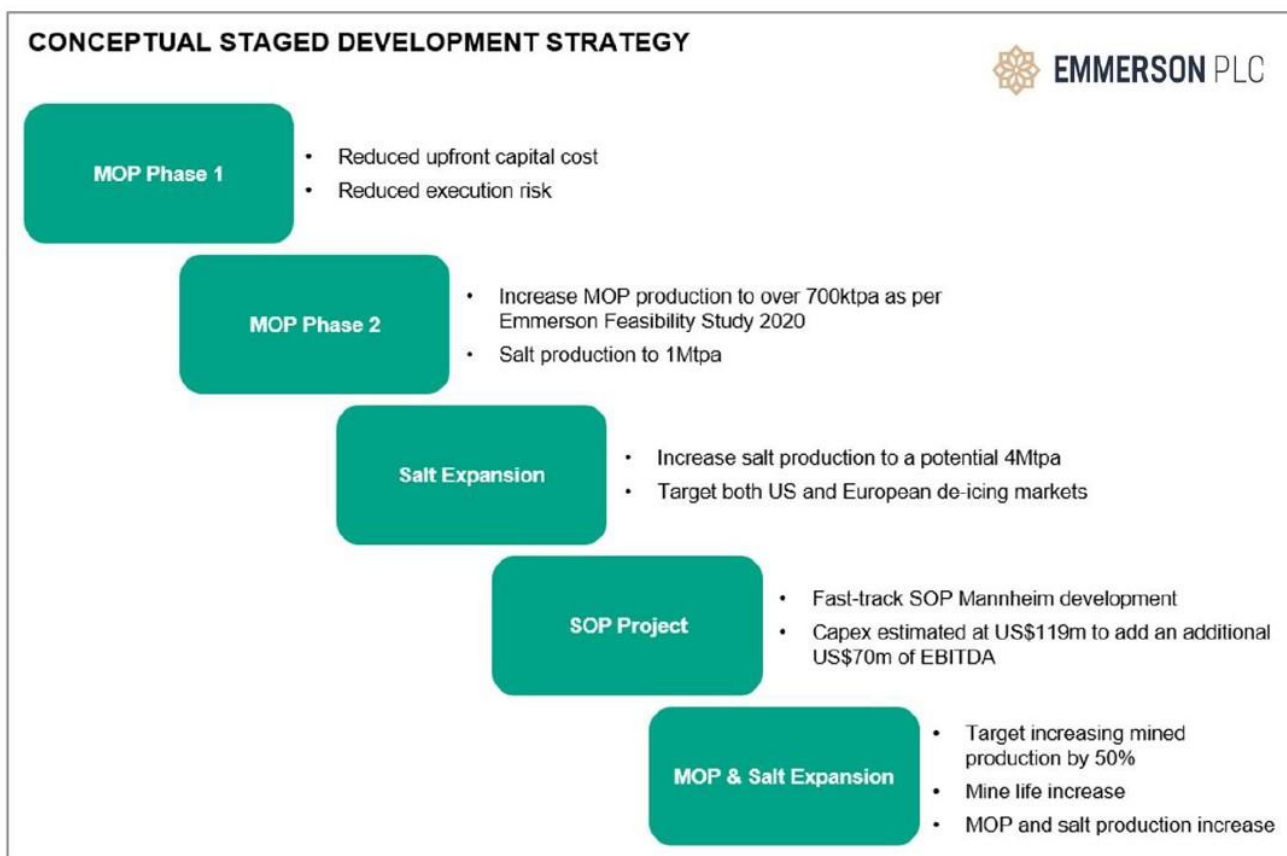 CONCEPTUAL STAGED DEVELOPMENT STRATEGY
EMMERSON PLC
MOP Phase 1
• Reduced upfront capital cost
• Reduced execution risk
MOP Phase 2
• Increase MOP production to over 700ktpa as per
Emmerson Feasibility Study 2020
• Salt production to 1Mtpa
Salt Expansion
• Increase salt production to a potential 4Mtpa
• Target both US and European de-icing markets
SOP Project
• Fast-track SOP Mannheim development
• Capex estimated at US$119m to add an additional
US$70m of EBITDA
MOP & Salt Expansion
• Target increasing mined
production by 50%
• Mine life increase
• MOP and salt production increase